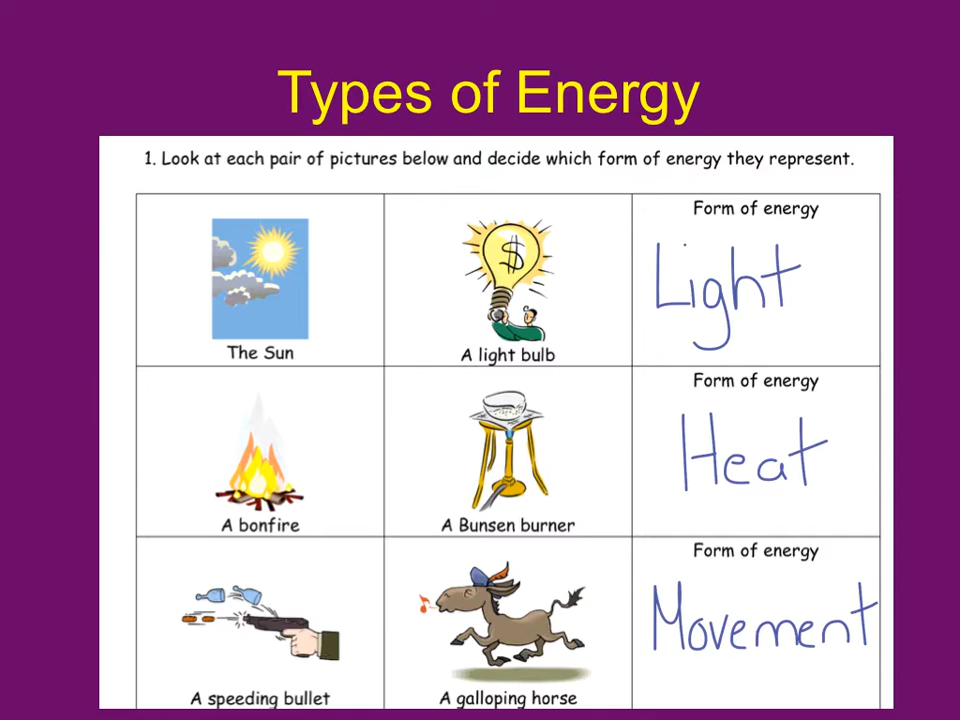 Types of Energy
1. Look at each pair of pictures below and decide which form of energy they represent.
Form of energy
$
Light
The Sun
A light bulb
Form of energy
Heat
A bonfire
A Bunsen burner
Form of energy
Movement
A speeding bullet
A galloping horse